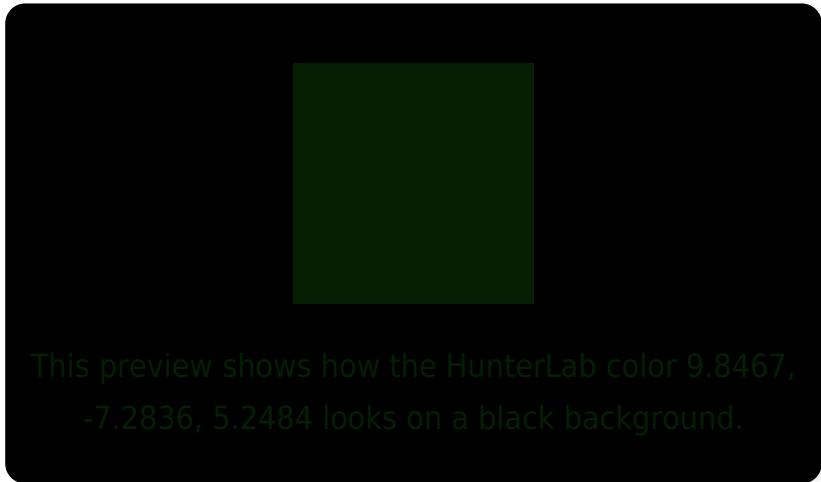 This preview shows how the HunterLab color 9.8467,
-7.2836, 5.2484 looks on a black background.